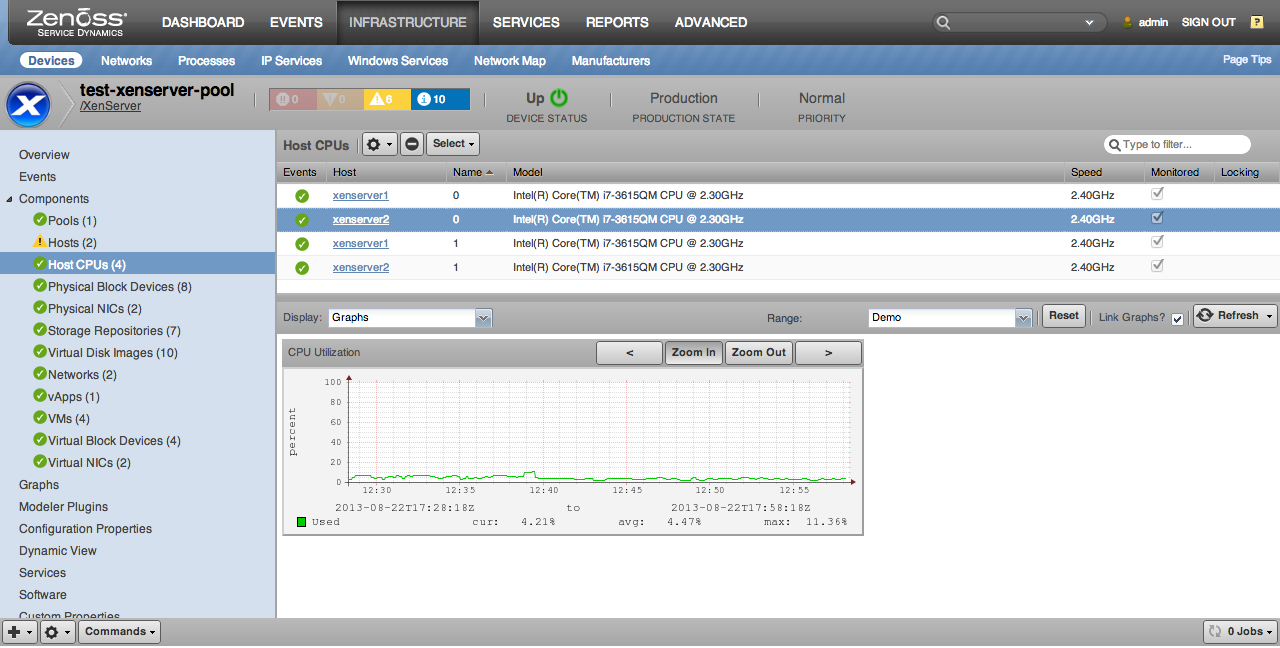 Zenoss
SERVICE DYNAMICS
DASHBOARD EVENTS INFRASTRUCTURE SERVICES REPORTS ADVANCED
admin SIGN OUT ?
Devices Networks Processes IP Services Windows Services Network Map Manufacturers Page Tips
test-xenserver-pool
/XenServer
0 0 6 10
Up
DEVICE STATUS
Production
PRODUCTION STATE
Normal
PRIORITY
Overview
Events
Components
Pools (1)
Hosts (2)
Host CPUs (4)
Physical Block Devices (8)
Physical NICs (2)
Storage Repositories (7)
Virtual Disk Images (10)
Networks (2)
vApps (1)
VMs (4)
Virtual Block Devices (4)
Virtual NICs (2)
Graphs
Modeler Plugins
Configuration Properties
Dynamic View
Services
Software
Custom Properties
Host CPUs Select Type to filter...
Events Host Name Model Speed Monitored Locking
xenserver1 0 Intel(R) Core(TM) i7-3615QM CPU @ 2.30GHz 2.40GHz
xenserver2 0 Intel(R) Core(TM) i7-3615QM CPU @ 2.30GHz 2.40GHz
xenserver1 1 Intel(R) Core(TM) i7-3615QM CPU @ 2.30GHz 2.40GHz
xenserver2 1 Intel(R) Core(TM) i7-3615QM CPU @ 2.30GHz 2.40GHz
Display: Graphs Range: Demo Reset Link Graphs? Refresh
CPU Utilization < Zoom In Zoom Out >
percent
100
80
60
40
20
0
12:30 12:35 12:40 12:45 12:50 12:55
2013-08-22T17:28:18Z to 2013-08-22T17:58:18Z
Used cur: 4.21% avg: 4.47% max: 11.36%
Commands 0 Jobs